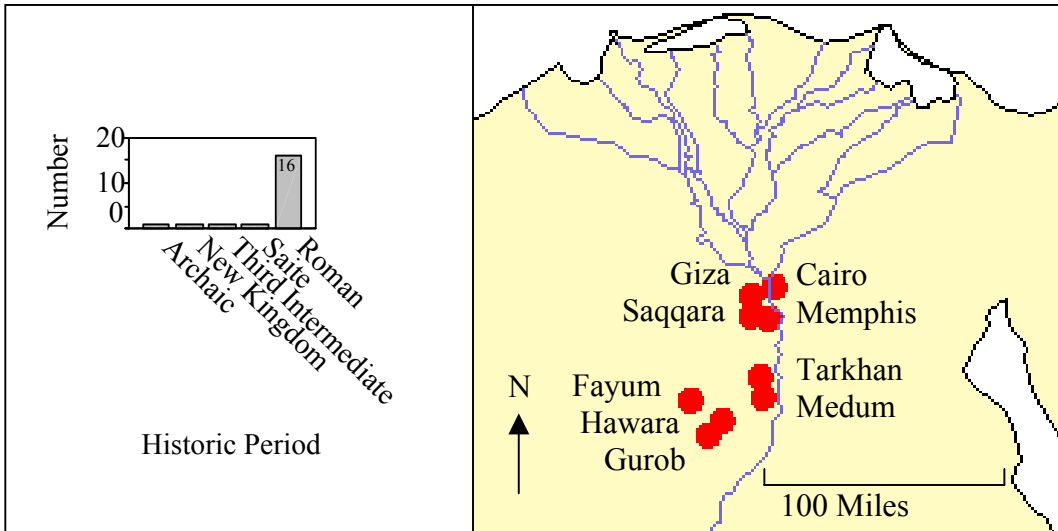 Number
20
10
0
16
Archaic
New Kingdom
Third Intermediate
Saite
Roman
Historic Period
Giza
Cairo
Saqqara
Memphis
Tarkhan
Fayum
Medum
Hawara
Gurob
N
100 Miles